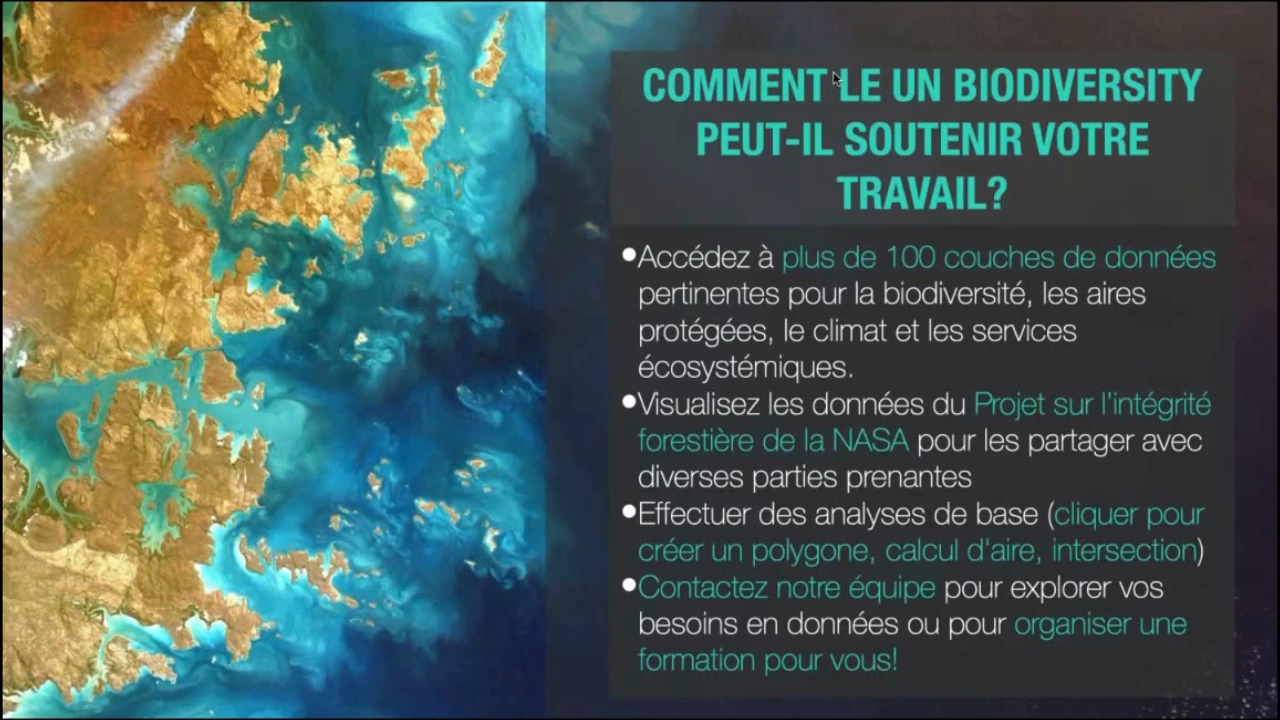 COMMENT LE UN BIODIVERSITY
PEUT-IL SOUTENIR VOTRE
TRAVAIL?
•Accédez à plus de 100 couches de données
pertinentes pour la biodiversité, les aires
protégées, le climat et les services
écosystémiques.
•Visualisez les données du Projet sur l'intégrité
forestière de la NASA pour les partager avec
diverses parties prenantes
•Effectuer des analyses de base (cliquer pour
créer un polygone, calcul d'aire, intersection)
•Contactez notre équipe pour explorer vos
besoins en données ou pour organiser une
formation pour vous!